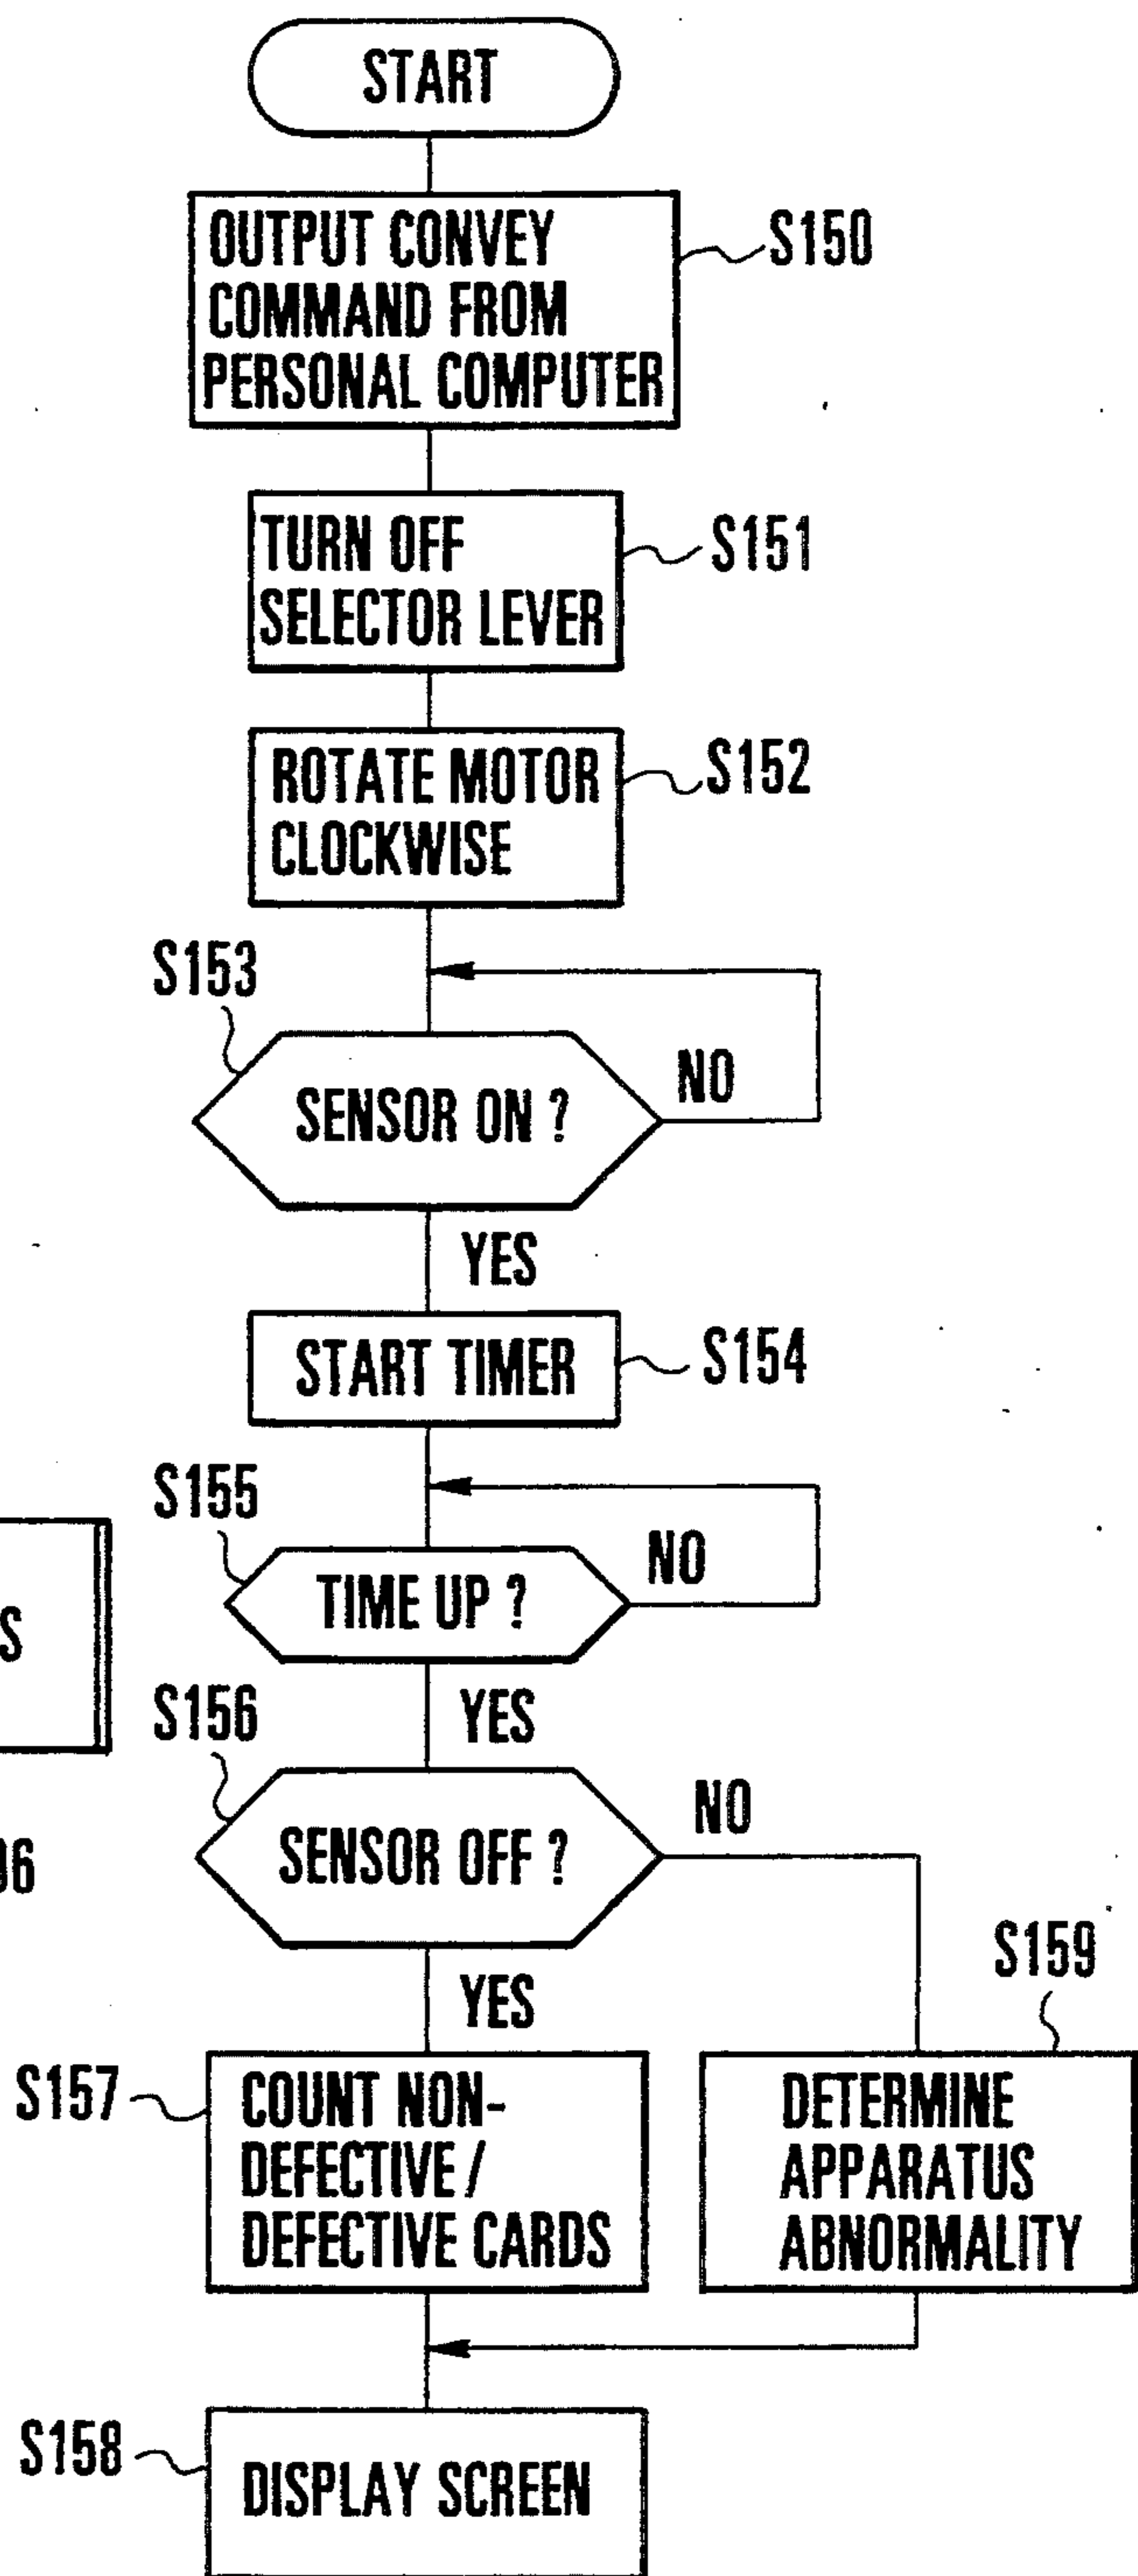 START
OUTPUT CONVEY
COMMAND FROM
PERSONAL COMPUTER
S150
TURN OFF
SELECTOR LEVER
S151
ROTATE MOTOR
CLOCKWISE
S152
S153
SENSOR ON ?
NO
YES
START TIMER
S154
S155
TIME UP ?
NO
S
YES
S156
SENSOR OFF ?
NO
06
YES
S159
S157
COUNT NON-
DEFECTIVE /
DEFECTIVE CARDS
DETERMINE
APPARATUS
ABNORMALITY
S158
DISPLAY SCREEN